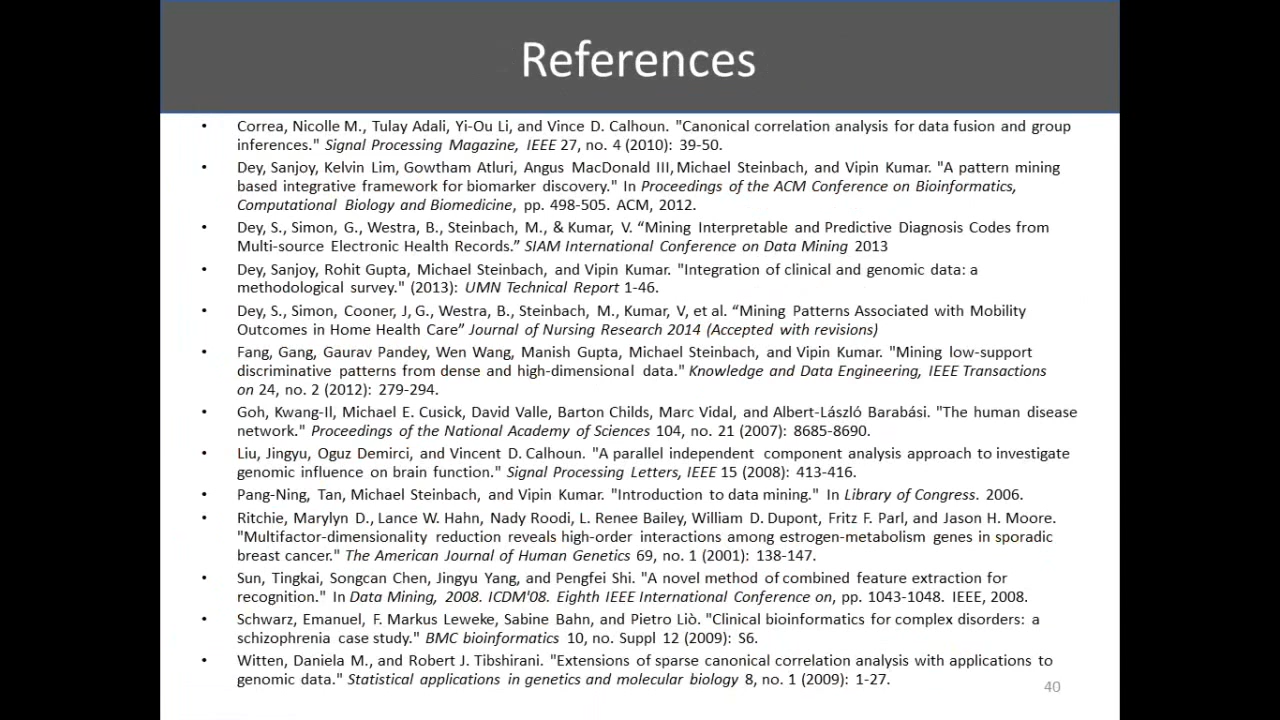 References
• Correa, Nicolle M., Tulay Adali, Yi-Ou Li, and Vince D. Calhoun. "Canonical correlation analysis for data fusion and group
inferences." Signal Processing Magazine, IEEE 27, no. 4 (2010): 39-50.
• Dey, Sanjoy, Kelvin Lim, Gowtham Atluri, Angus MacDonald III, Michael Steinbach, and Vipin Kumar. "A pattern mining
based integrative framework for biomarker discovery." In Proceedings of the ACM Conference on Bioinformatics,
Computational Biology and Biomedicine, pp. 498-505. ACM, 2012.
• Dey, S., Simon, G., Westra, B., Steinbach, M., & Kumar, V. “Mining Interpretable and Predictive Diagnosis Codes from
Multi-source Electronic Health Records.” SIAM International Conference on Data Mining 2013
• Dey, Sanjoy, Rohit Gupta, Michael Steinbach, and Vipin Kumar. "Integration of clinical and genomic data: a
methodological survey." (2013): UMN Technical Report 1-46.
• Dey, S., Simon, Cooner, J, G., Westra, B., Steinbach, M., Kumar, V, et al. “Mining Patterns Associated with Mobility
Outcomes in Home Health Care” Journal of Nursing Research 2014 (Accepted with revisions)
• Fang, Gang, Gaurav Pandey, Wen Wang, Manish Gupta, Michael Steinbach, and Vipin Kumar. "Mining low-support
discriminative patterns from dense and high-dimensional data." Knowledge and Data Engineering, IEEE Transactions
on 24, no. 2 (2012): 279-294.
• Goh, Kwang-Il, Michael E. Cusick, David Valle, Barton Childs, Marc Vidal, and Albert-László Barabási. "The human disease
network." Proceedings of the National Academy of Sciences 104, no. 21 (2007): 8685-8690.
• Liu, Jingyu, Oguz Demirci, and Vincent D. Calhoun. "A parallel independent component analysis approach to investigate
genomic influence on brain function." Signal Processing Letters, IEEE 15 (2008): 413-416.
• Pang-Ning, Tan, Michael Steinbach, and Vipin Kumar. "Introduction to data mining." In Library of Congress. 2006.
• Ritchie, Marylyn D., Lance W. Hahn, Nady Roodi, L. Renee Bailey, William D. Dupont, Fritz F. Parl, and Jason H. Moore.
"Multifactor-dimensionality reduction reveals high-order interactions among estrogen-metabolism genes in sporadic
breast cancer." The American Journal of Human Genetics 69, no. 1 (2001): 138-147.
• Sun, Tingkai, Songcan Chen, Jingyu Yang, and Pengfei Shi. "A novel method of combined feature extraction for
recognition." In Data Mining, 2008. ICDM'08. Eighth IEEE International Conference on, pp. 1043-1048. IEEE, 2008.
• Schwarz, Emanuel, F. Markus Leweke, Sabine Bahn, and Pietro Liò. "Clinical bioinformatics for complex disorders: a
schizophrenia case study." BMC bioinformatics 10, no. Suppl 12 (2009): S6.
• Witten, Daniela M., and Robert J. Tibshirani. "Extensions of sparse canonical correlation analysis with applications to
genomic data." Statistical applications in genetics and molecular biology 8, no. 1 (2009): 1-27.
40